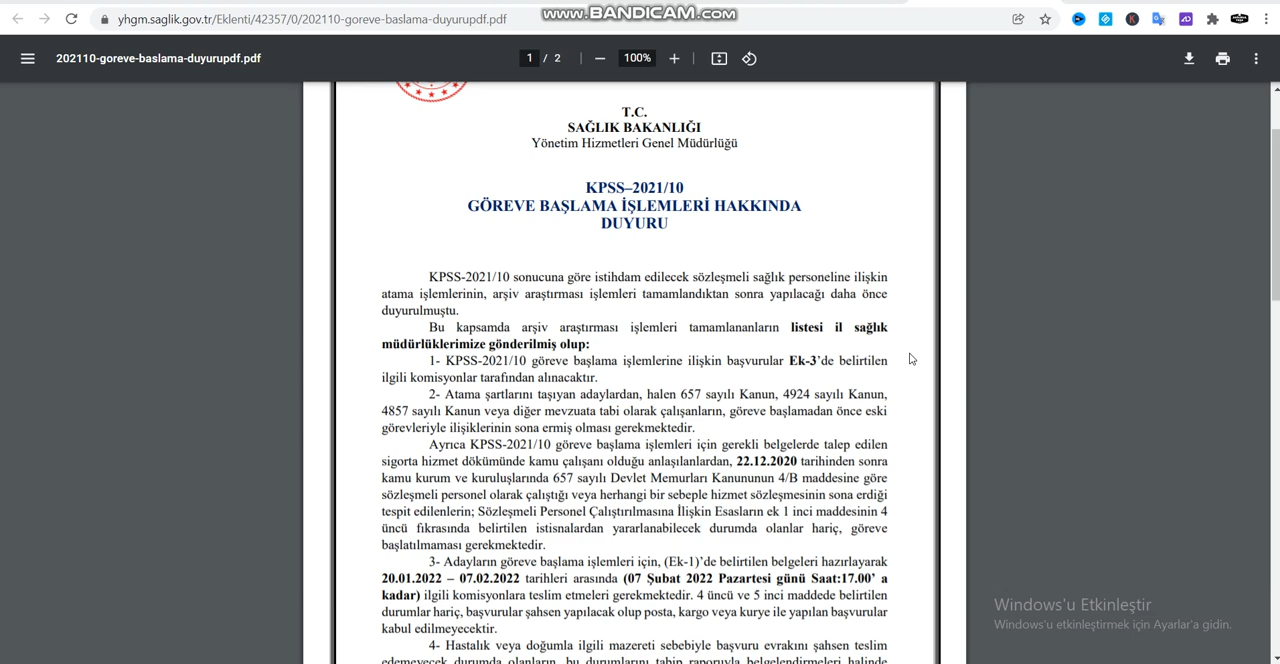 yhgm.saglik.gov.tr/Eklenti/42357/0/202110-goreve-baslama-duyurupdf.pdf
www.BANDICAM.com
202110-goreve-baslama-duyurupdf.pdf
1 / 2
100%
T.C.
SAĞLIK BAKANLIĞI
Yönetim Hizmetleri Genel Müdürlüğü
KPSS–2021/10
GÖREVE BAŞLAMA İŞLEMLERİ HAKKINDA
DUYURU
KPSS-2021/10 sonucuna göre istihdam edilecek sözleşmeli sağlık personeline ilişkin
atama işlemlerinin, arşiv araştırması işlemleri tamamlandıktan sonra yapılacağı daha önce
duyurulmuştu.
Bu kapsamda arşiv araştırması işlemleri tamamlananların listesi il sağlık
müdürlüklerimize gönderilmiş olup:
1- KPSS-2021/10 göreve başlama işlemlerine ilişkin başvurular Ek-3’de belirtilen
ilgili komisyonlar tarafından alınacaktır.
2- Atama şartlarını taşıyan adaylardan, halen 657 sayılı Kanun, 4924 sayılı Kanun,
4857 sayılı Kanun veya diğer mevzuata tabi olarak çalışanların, göreve başlamadan önce eski
görevleriyle ilişiklerinin sona ermiş olması gerekmektedir.
Ayrıca KPSS-2021/10 göreve başlama işlemleri için gerekli belgelerde talep edilen
sigorta hizmet dökümünde kamu çalışanı olduğu anlaşılanlardan, 22.12.2020 tarihinden sonra
kamu kurum ve kuruluşlarında 657 sayılı Devlet Memurları Kanununun 4/B maddesine göre
sözleşmeli personel olarak çalıştığı veya herhangi bir sebeple hizmet sözleşmesinin sona erdiği
tespit edilenlerin; Sözleşmeli Personel Çalıştırılmasına İlişkin Esasların ek 1 inci maddesinin 4
üncü fıkrasında belirtilen istisnalardan yararlanabilecek durumda olanlar hariç, göreve
başlatılmaması gerekmektedir.
3- Adayların göreve başlama işlemleri için, (Ek-1)’de belirtilen belgeleri hazırlayarak
20.01.2022 – 07.02.2022 tarihleri arasında (07 Şubat 2022 Pazartesi günü Saat:17.00’ a
kadar) ilgili komisyonlara teslim etmeleri gerekmektedir. 4 üncü ve 5 inci maddede belirtilen
durumlar hariç, başvurular şahsen yapılacak olup posta, kargo veya kurye ile yapılan başvurular
kabul edilmeyecektir.
4- Hastalık veya doğumla ilgili mazereti sebebiyle başvuru evrakını şahsen teslim
edemeyecek durumda olanların, bu durumlarını tabip raporuyla belgelendirmeleri halinde
Windows'u Etkinleştir
Windows'u etkinleştirmek için Ayarlar'a gidin.